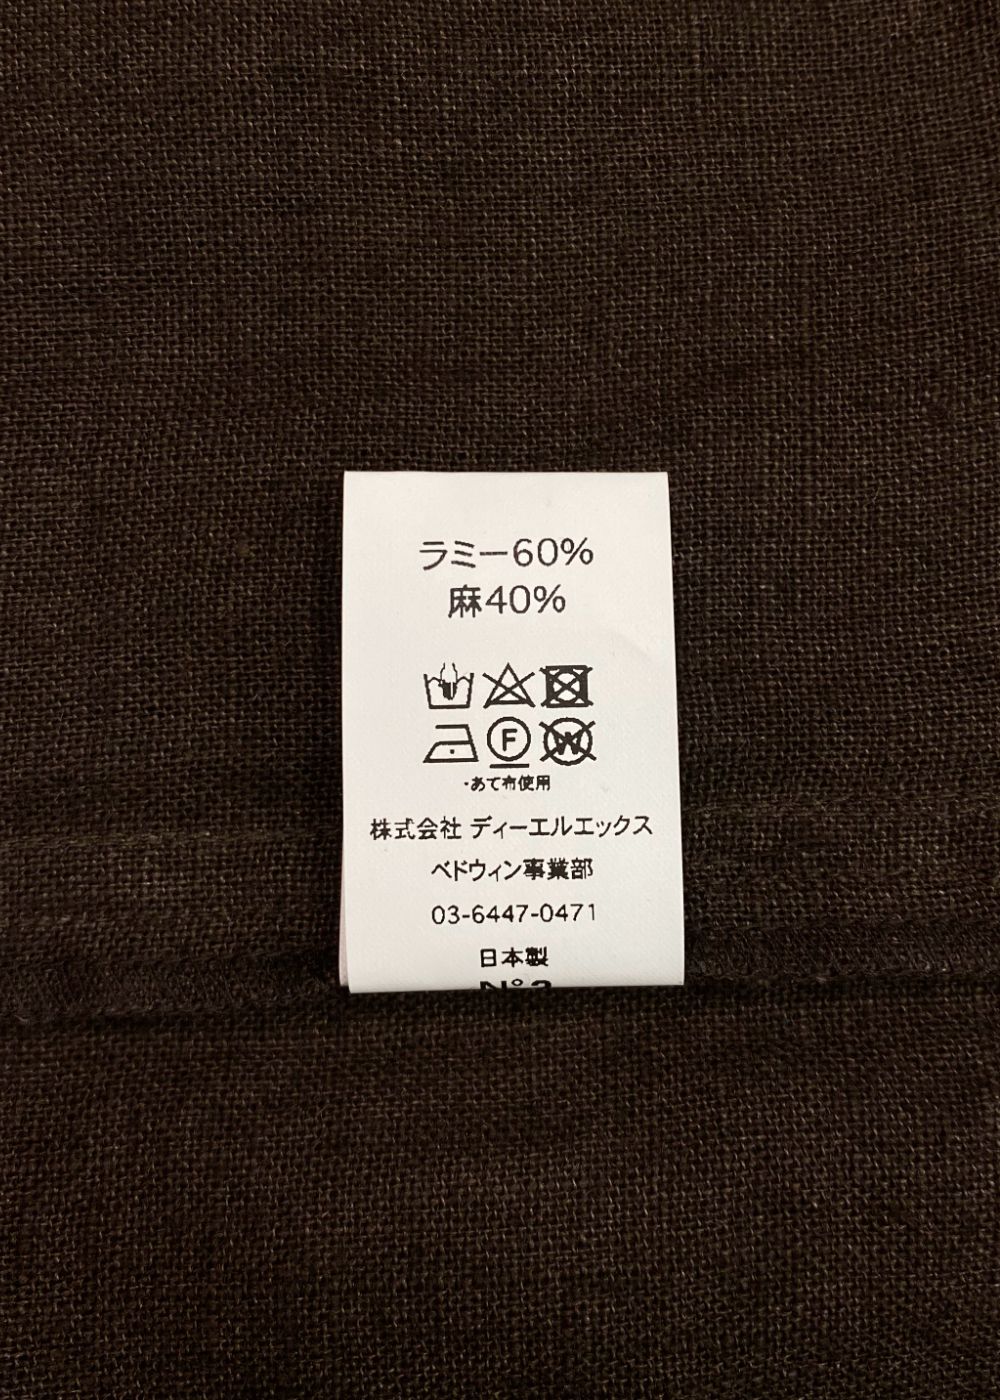 ラミー60%
麻40%
F W
・あて布使用
株式会社 ディーエルエックス
ベドウィン事業部
03-6447-0471
日本製